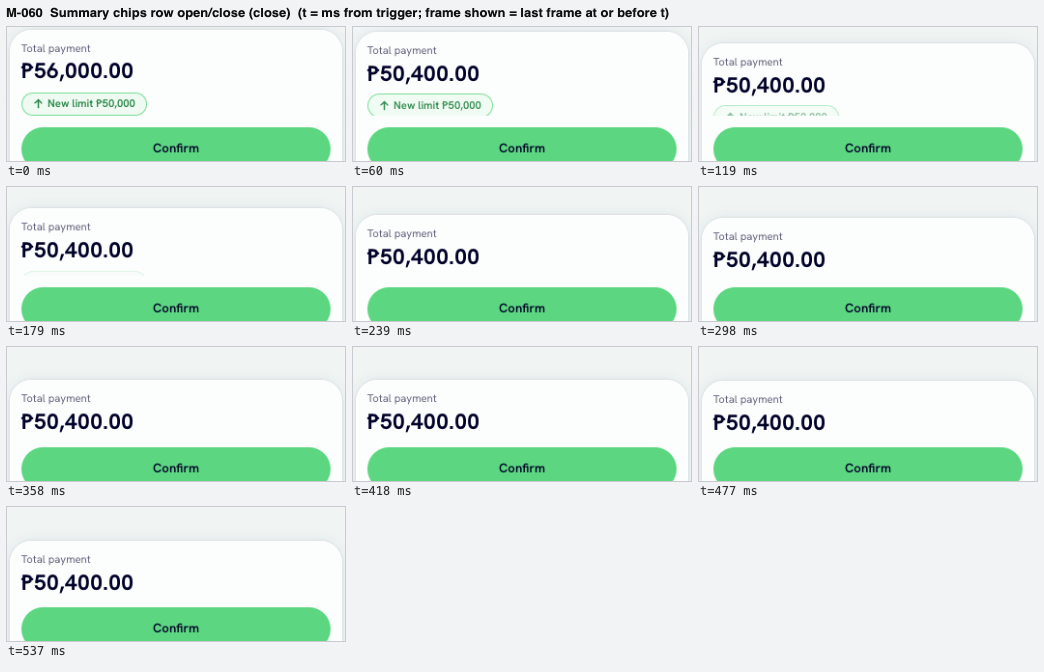 M-060 Summary chips row open/close (close) (t = ms from trigger; frame shown = last frame at or before t)
Total payment
₱56,000.00
↑ New limit ₱50,000
Confirm
t=0 ms
Total payment
₱50,400.00
↑ New limit ₱50,000
Confirm
t=60 ms
Total payment
₱50,400.00
↑ New limit ₱50,000
Confirm
t=119 ms
Total payment
₱50,400.00
Confirm
t=179 ms
Total payment
₱50,400.00
Confirm
t=239 ms
Total payment
₱50,400.00
Confirm
t=298 ms
Total payment
₱50,400.00
Confirm
t=358 ms
Total payment
₱50,400.00
Confirm
t=418 ms
Total payment
₱50,400.00
Confirm
t=477 ms
Total payment
₱50,400.00
Confirm
t=537 ms